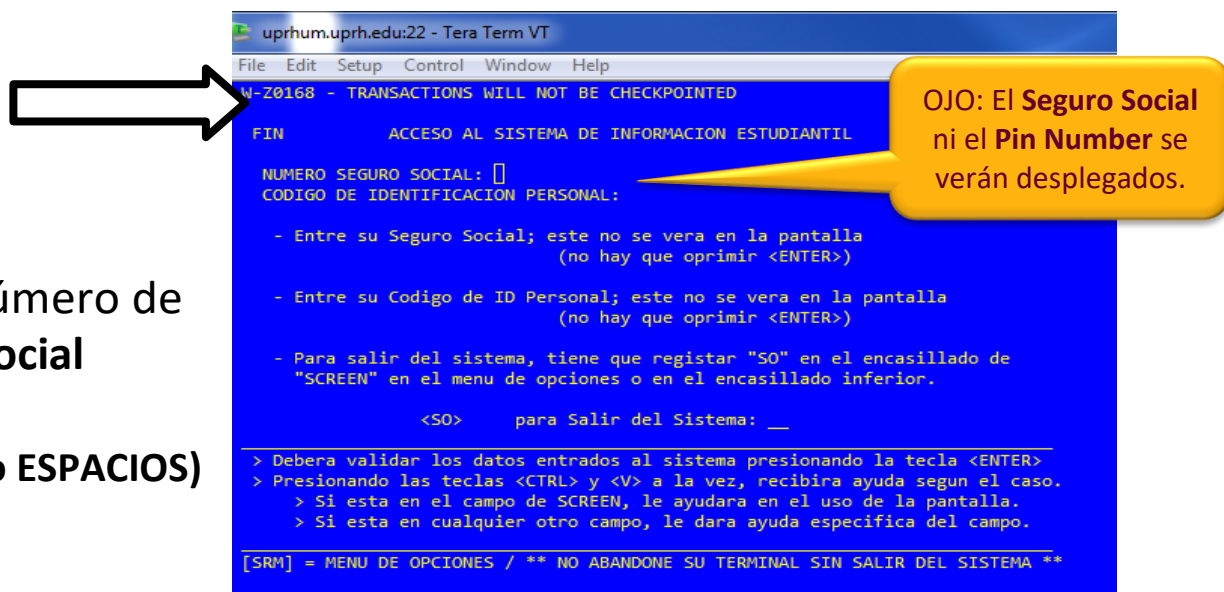 uprhum.uprh.edu:22 - Tera Term VT
File Edit Setup Control Window Help
W-Z0168 - TRANSACTIONS WILL NOT BE CHECKPOINTED
FIN ACCESO AL SISTEMA DE INFORMACION ESTUDIANTIL
NUMERO SEGURO SOCIAL:
CODIGO DE IDENTIFICACION PERSONAL:
- Entre su Seguro Social; este no se vera en la pantalla
(no hay que oprimir <ENTER>)
- Entre su Codigo de ID Personal; este no se vera en la pantalla
(no hay que oprimir <ENTER>)
- Para salir del sistema, tiene que registrar "SO" en el encasillado de
"SCREEN" en el menu de opciones o en el encasillado inferior.
<SO> para Salir del Sistema: __
> Debera validar los datos entrados al sistema presionando la tecla <ENTER>
> Presionando las teclas <CTRL> y <V> a la vez, recibira ayuda segun el caso.
> Si esta en el campo de SCREEN, le ayudara en el uso de la pantalla.
> Si esta en cualquier otro campo, le dara ayuda especifica del campo.
[SRM] = MENU DE OPCIONES / ** NO ABANDONE SU TERMINAL SIN SALIR DEL SISTEMA **
OJO: El Seguro Social
ni el Pin Number se
verán desplegados.
úmero de
ocial
ESPACIOS)